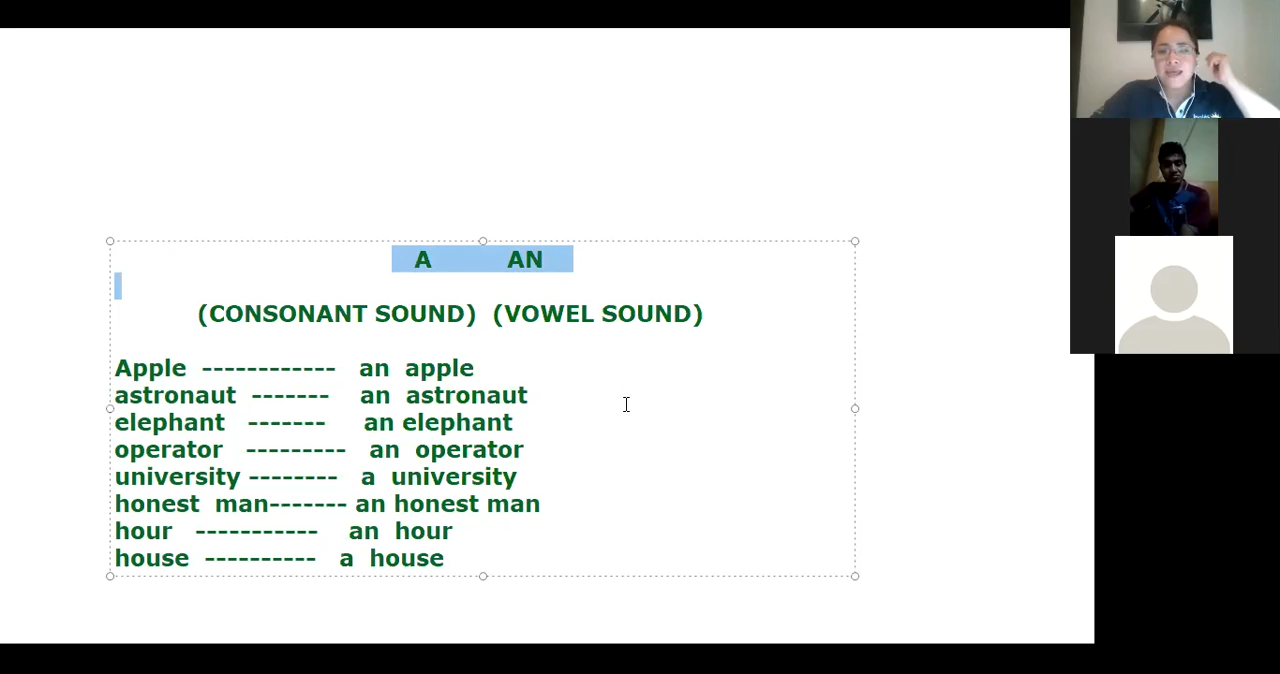 A AN
(CONSONANT SOUND) (VOWEL SOUND)
Apple ------------ an apple
astronaut ------- an astronaut
elephant ------- an elephant
operator --------- an operator
university -------- a university
honest man------- an honest man
hour ----------- an hour
house ---------- a house